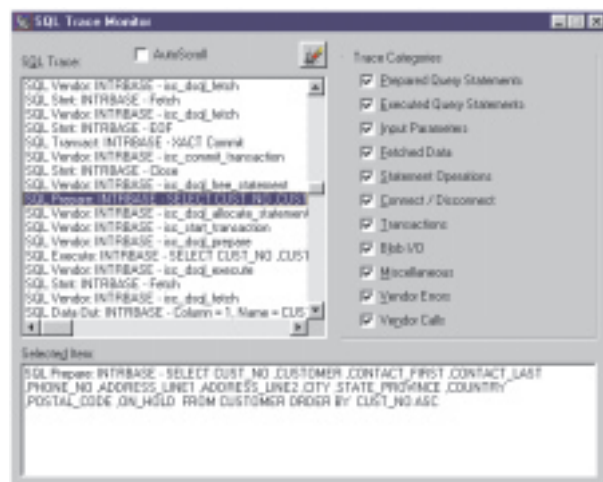 SQL Trace Monitor
SQL Trace:
AutoScroll
SQL Vendor: INTRBASE - isc_dsql_fetch
SQL Stmt: INTRBASE - Fetch
SQL Vendor: INTRBASE - isc_dsql_fetch
SQL Stmt: INTRBASE - EOF
SQL Transact: INTRBASE - XACT Commit
SQL Vendor: INTRBASE - isc_commit_transaction
SQL Stmt: INTRBASE - Close
SQL Vendor: INTRBASE - isc_dsql_free_statement
SQL Prepare: INTRBASE - SELECT CUST_NO ,CUST
SQL Vendor: INTRBASE - isc_dsql_allocate_statement
SQL Vendor: INTRBASE - isc_start_transaction
SQL Vendor: INTRBASE - isc_dsql_prepare
SQL Execute: INTRBASE - SELECT CUST_NO ,CUST
SQL Vendor: INTRBASE - isc_dsql_execute
SQL Stmt: INTRBASE - Fetch
SQL Vendor: INTRBASE - isc_dsql_fetch
SQL Data Out: INTRBASE - Column = 1, Name = CUS
Trace Categories
Prepared Query Statements
Executed Query Statements
Input Parameters
Fetched Data
Statement Operations
Connect / Disconnect
Transactions
Blob I/O
Miscellaneous
Vendor Errors
Vendor Calls
Selected Item:
SQL Prepare: INTRBASE - SELECT CUST_NO ,CUSTOMER ,CONTACT_FIRST ,CONTACT_LAST
,PHONE_NO ,ADDRESS_LINE1 ,ADDRESS_LINE2 ,CITY ,STATE_PROVINCE ,COUNTRY
,POSTAL_CODE ,ON_HOLD FROM CUSTOMER ORDER BY CUST_NO ASC